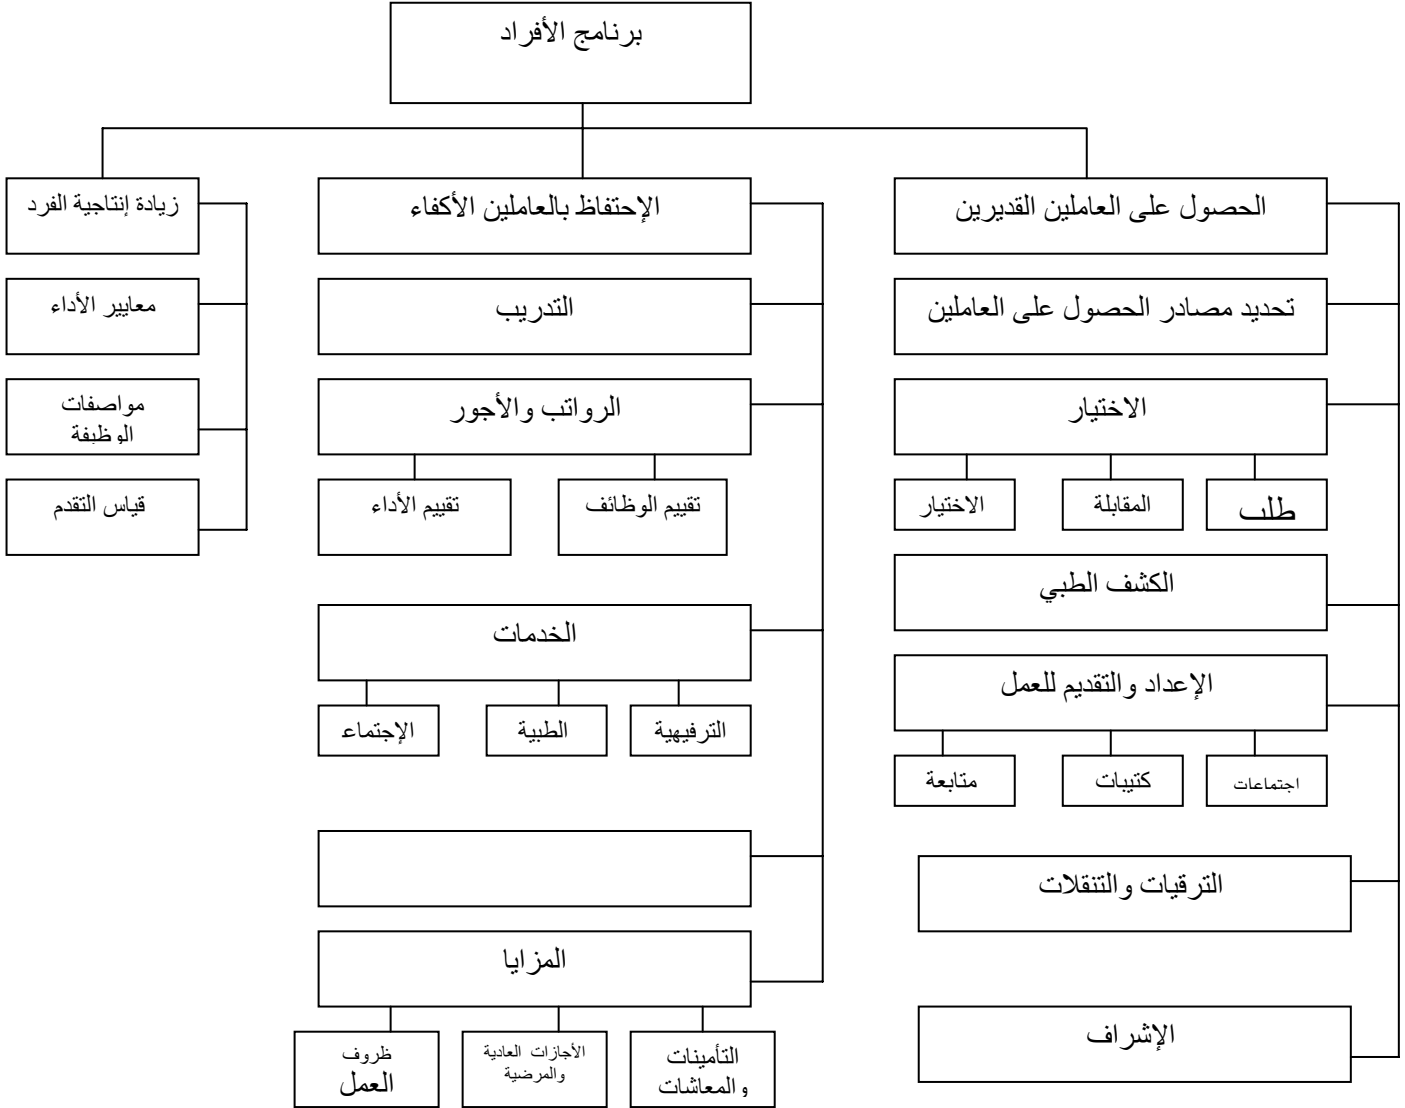 برنامج الأفراد
الحصول على العاملين القديرين
تحديد مصادر الحصول على العاملين
الاختيار
طلب
المقابلة
الاختيار
الكشف الطبي
الإعداد والتقديم للعمل
اجتماعات
كتيبات
متابعة
الترقيات والتنقلات
الإشراف
الإحتفاظ بالعاملين الأكفاء
التدريب
الرواتب والأجور
تقييم الوظائف
تقييم الأداء
الخدمات
الترفيهية
الطبية
الإجتماعـ
المزايا
التأمينات
والمعاشات
الأجازات العادية
والمرضية
ظروف
العمل
زيادة إنتاجية الفرد
معايير الأداء
مواصفات
الوظيفة
قياس التقدم